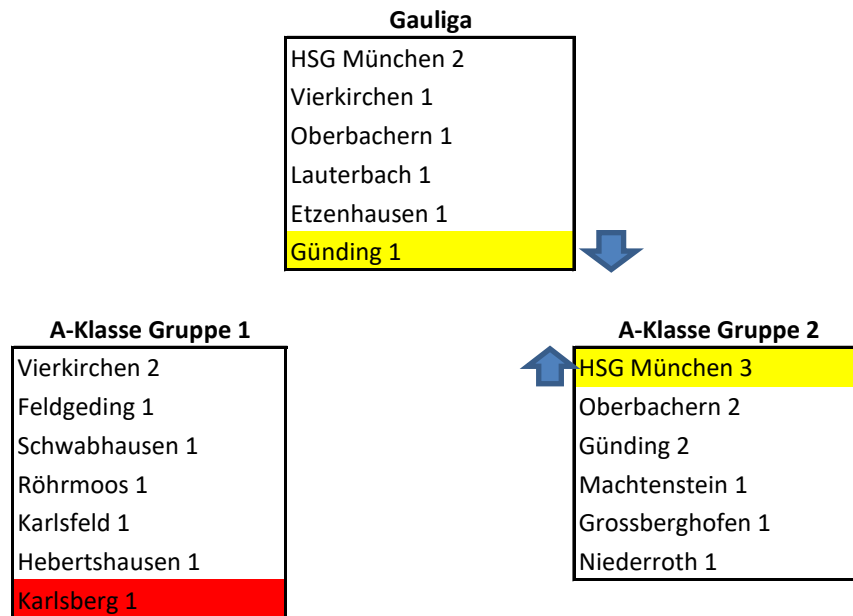 Gauliga
HSG München 2
Vierkirchen 1
Oberbachern 1
Lauterbach 1
Etzenhausen 1
Günding 1
A-Klasse Gruppe 1
Vierkirchen 2
Feldgeding 1
Schwabhausen 1
Röhrmoos 1
Karlsfeld 1
Hebertshausen 1
Karlsberg 1
A-Klasse Gruppe 2
HSG München 3
Oberbachern 2
Günding 2
Machtenstein 1
Grossberghofen 1
Niederroth 1